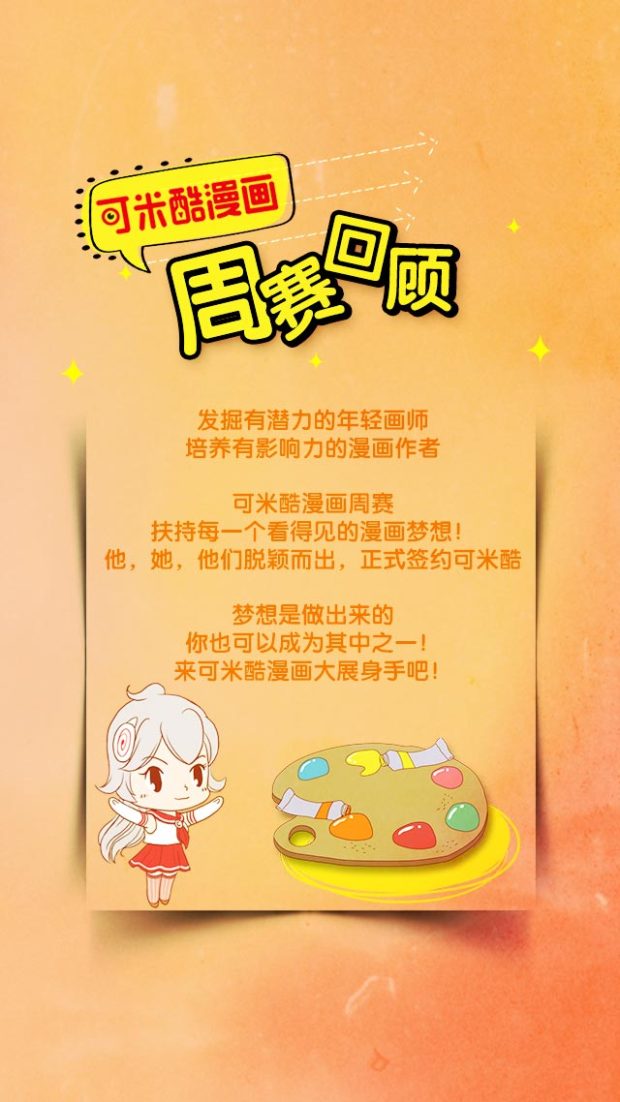 可米酷漫画
周赛回顾
发掘有潜力的年轻画师
培养有影响力的漫画作者
可米酷漫画周赛
扶持每一个看得见的漫画梦想！
他，她，他们脱颖而出，正式签约可米酷
梦想是做出来的
你也可以成为其中之一！
来可米酷漫画大展身手吧！